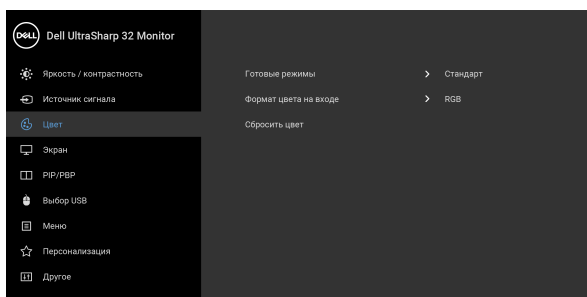 DELL Dell UltraSharp 32 Monitor
Яркость / контрастность
Готовые режимы > Стандарт
Источник сигнала
Формат цвета на входе > RGB
Цвет
Сбросить цвет
Экран
PIP/PBP
Выбор USB
Меню
Персонализация
Другое